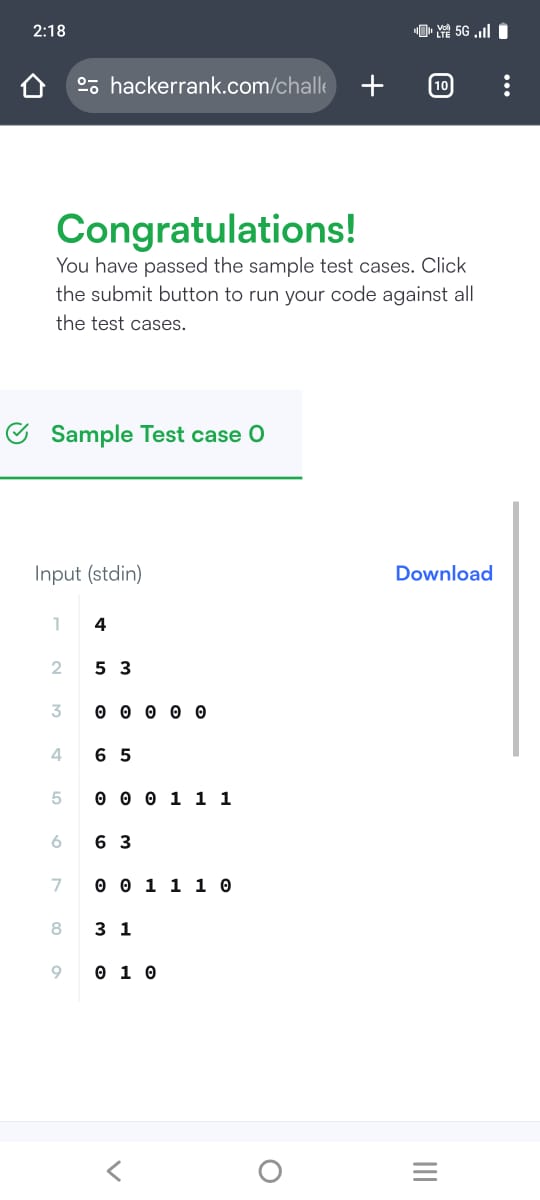 2:18
Vo) LTE 5G
hackerrank.com/challe
10
Congratulations!
You have passed the sample test cases. Click
the submit button to run your code against all
the test cases.
Sample Test case 0
Input (stdin)
Download
1 4
2 5 3
3 0 0 0 0 0
4 6 5
5 0 0 0 1 1 1
6 6 3
7 0 0 1 1 1 0
8 3 1
9 0 1 0